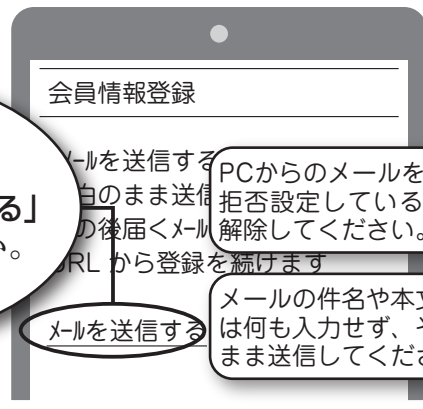 会員情報登録
メールを送信する
白のまま送信
の後届くメール
URL から登録を続けます
メールを送信する
る」
い。
PCからのメールを
拒否設定している
解除してください。
メールの件名や本文
は何も入力せず、そ
まま送信してくださ